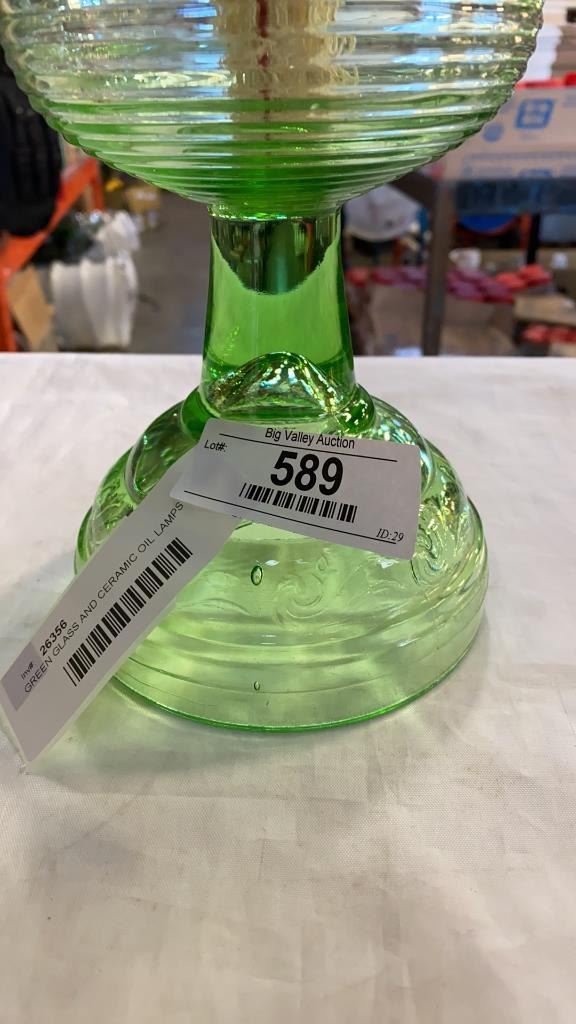 Big Valley Auction
Lot#:
589
ID:29
Inv#: 26356
GREEN GLASS AND CERAMIC OIL LAMPS